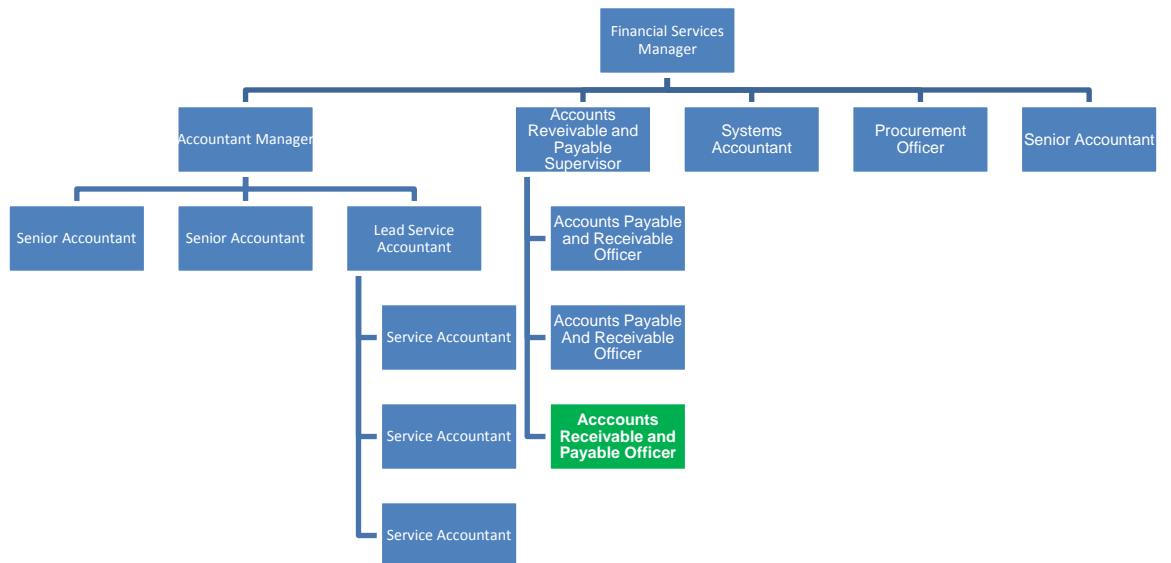 Financial Services
Manager
Accountant Manager
Accounts
Reveivable and
Payable
Supervisor
Systems
Accountant
Procurement
Officer
Senior Accountant
Senior Accountant
Senior Accountant
Lead Service
Accountant
Accounts Payable
and Receivable
Officer
Service Accountant
Accounts Payable
And Receivable
Officer
Service Accountant
Acccounts
Receivable and
Payable Officer
Service Accountant